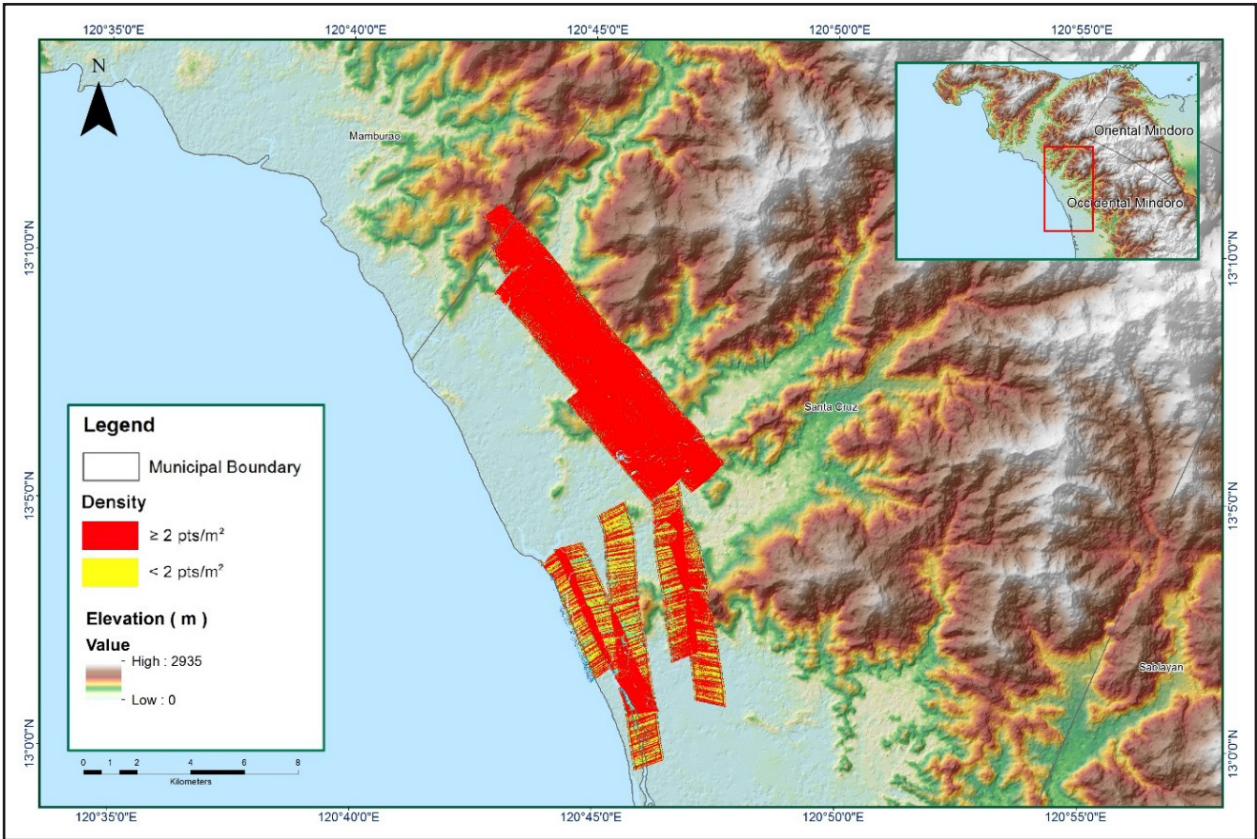 120°35'0"E 120°40'0"E 120°45'0"E 120°50'0"E 120°55'0"E
N
Mamburao
Oriental Mindoro
Occidental Mindoro
13°10'0"N 13°10'0"N
Santa Cruz
Legend
Municipal Boundary
Density
≥ 2 pts/m²
< 2 pts/m²
Elevation ( m )
Value
High : 2935
Low : 0
13°5'0"N 13°5'0"N
Sablayan
13°0'0"N 13°0'0"N
0 1 2 4 6 8
Kilometers
120°35'0"E 120°40'0"E 120°45'0"E 120°50'0"E 120°55'0"E